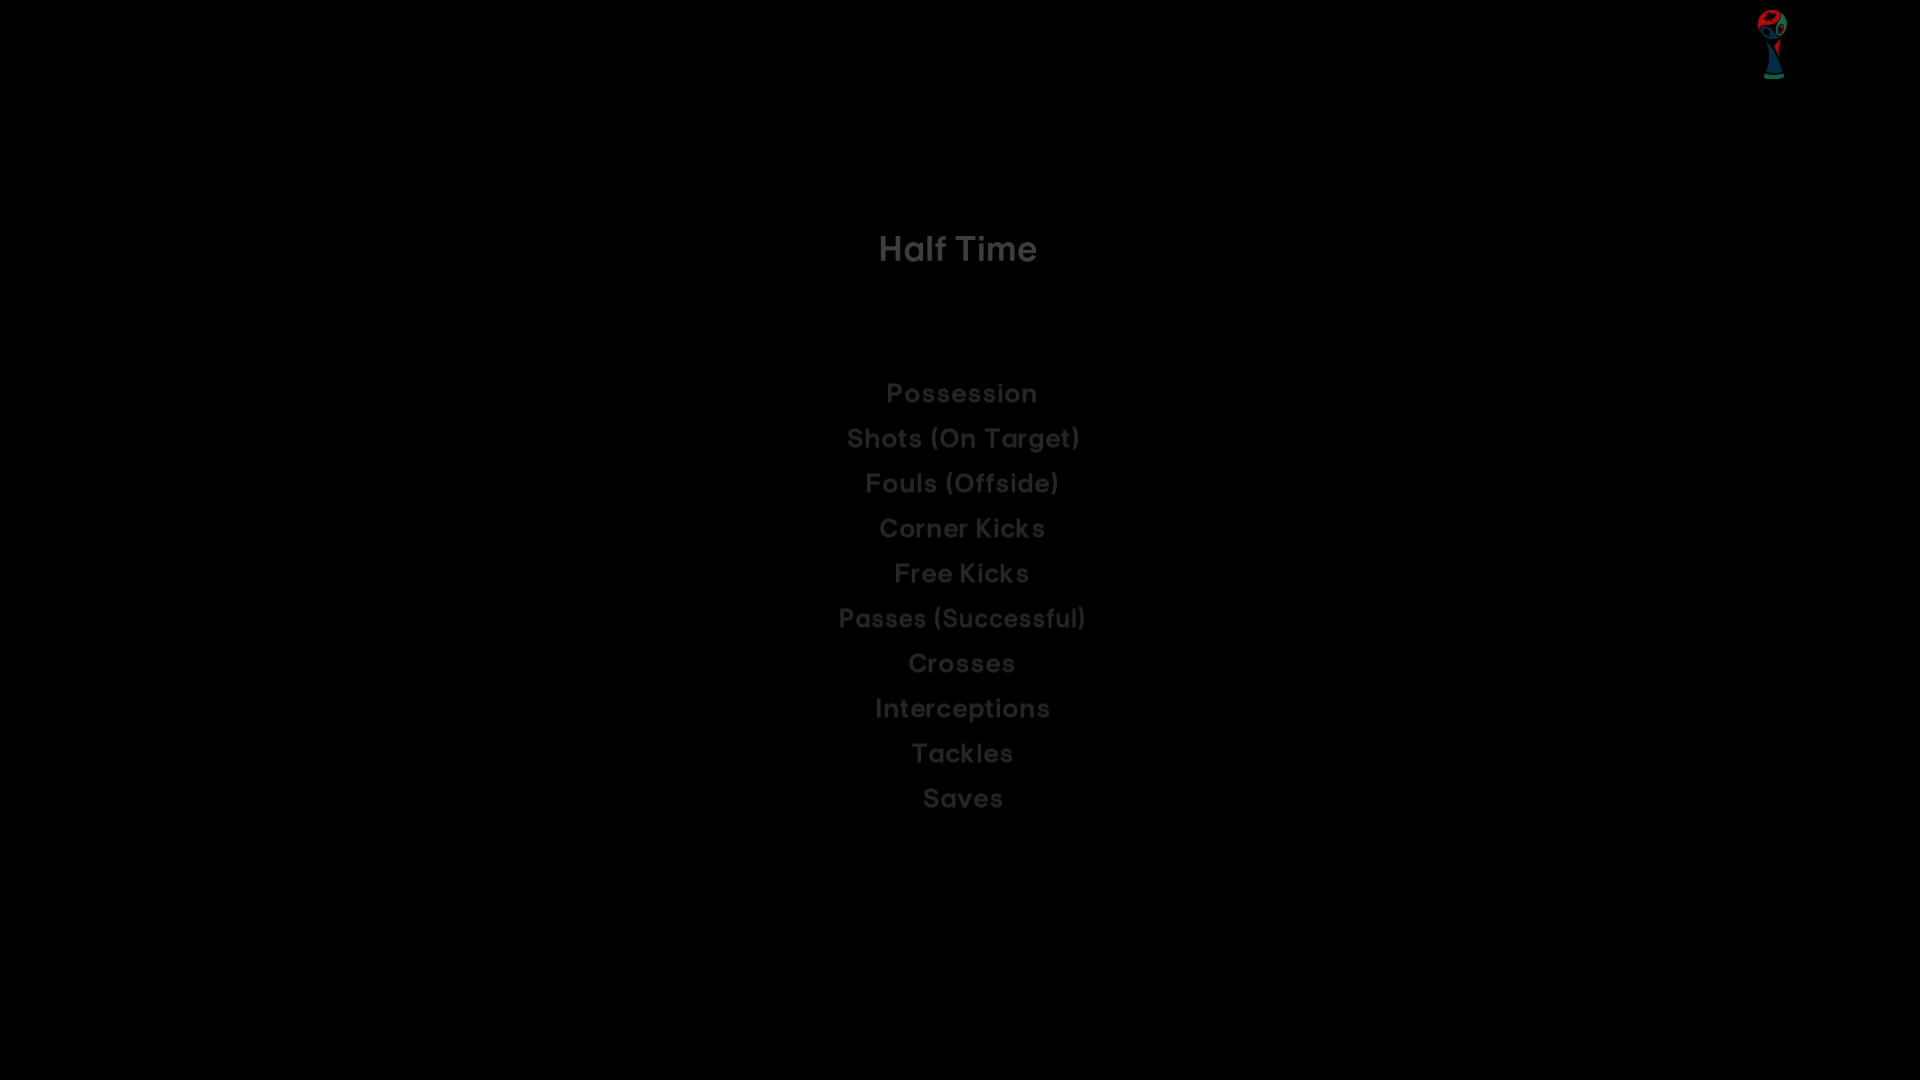 Half Time
Possession
Shots (On Target)
Fouls (Offside)
Corner Kicks
Free Kicks
Passes (Successful)
Crosses
Interceptions
Tackles
Saves